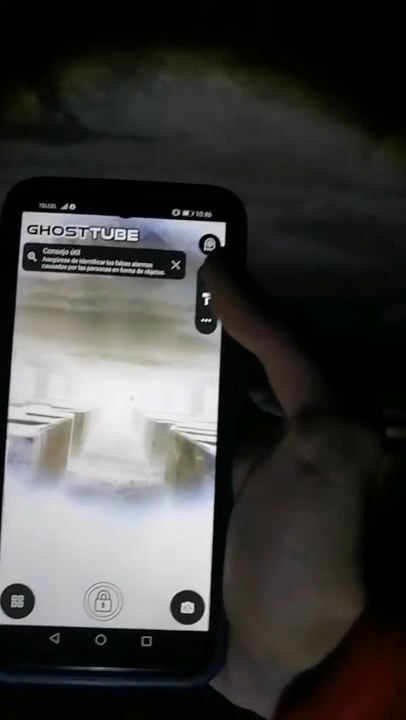 TELCEL
10:46
GHOSTTUBE
Consejo útil
Asegúrese de identificar las falsas alarmas
causadas por las personas en forma de objetos.